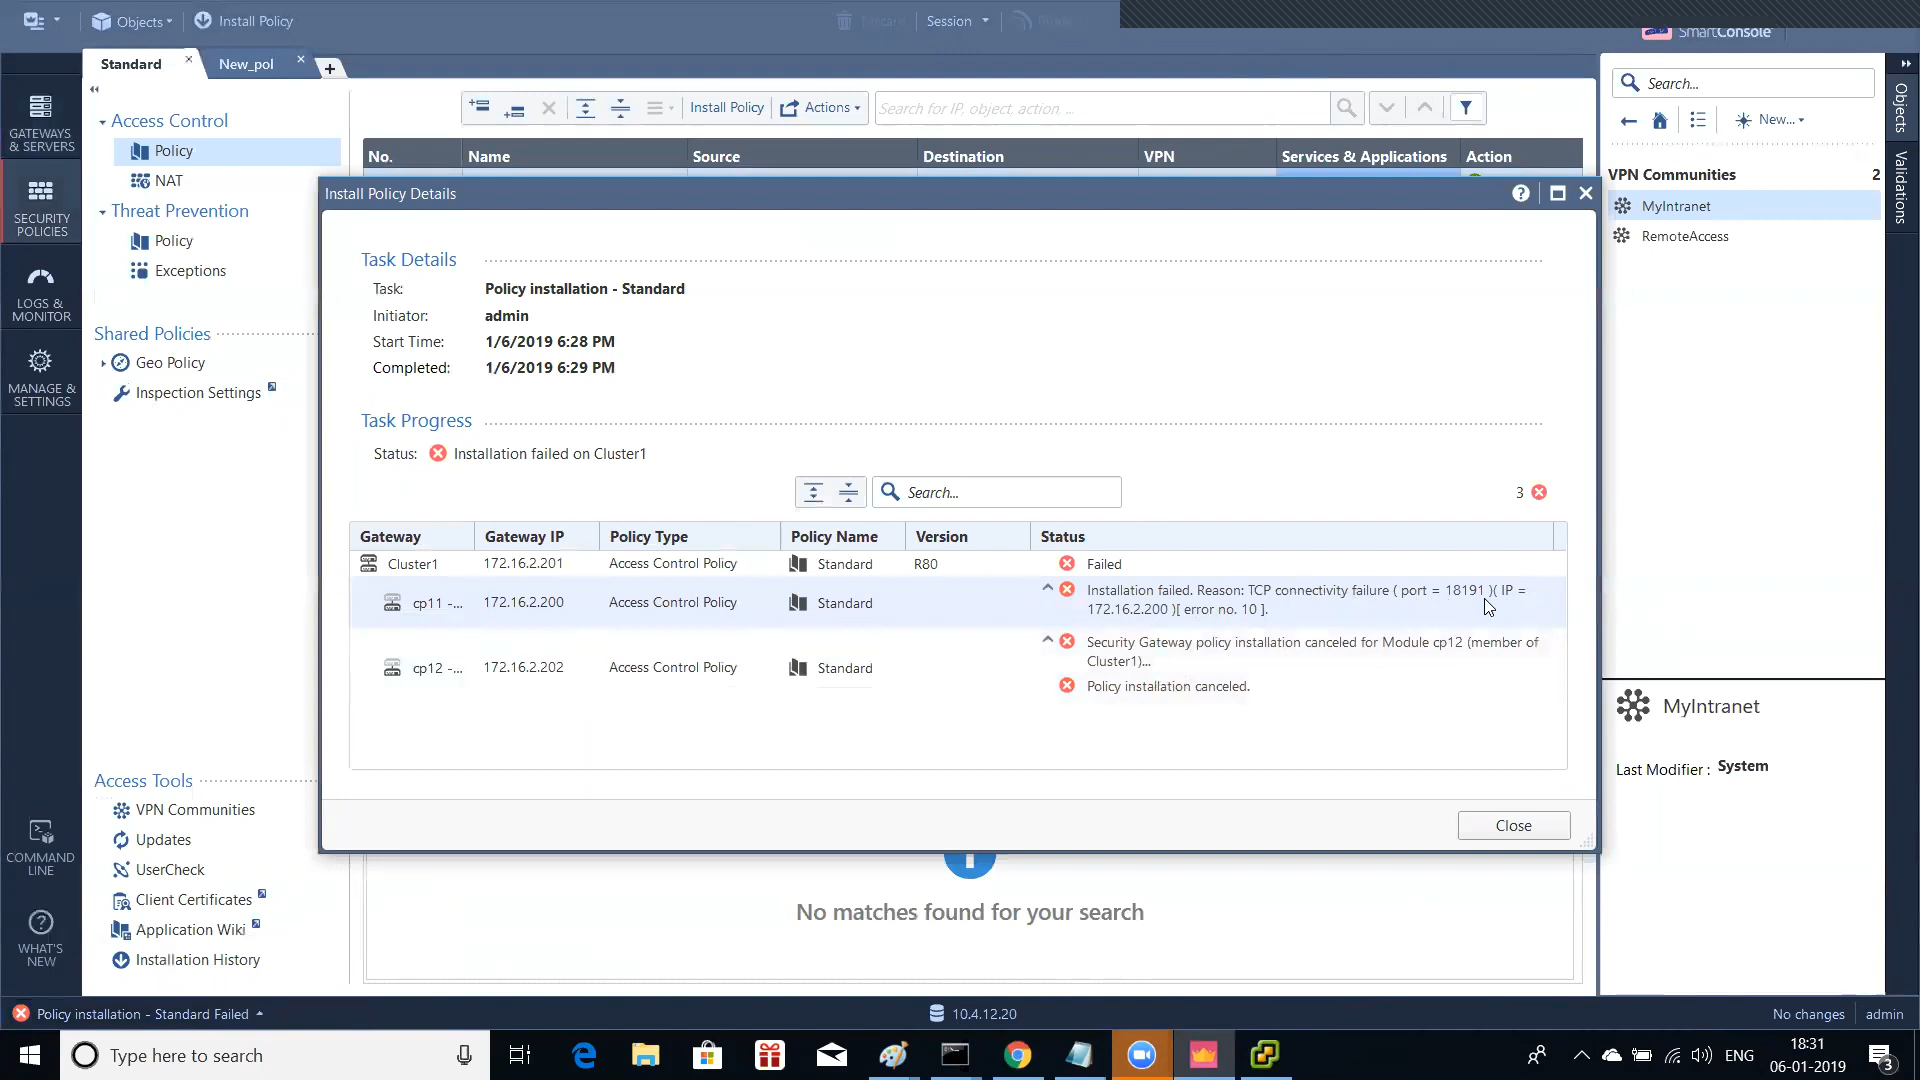 Objects
Install Policy
Discard
Session
SmartConsole
Standard
New_pol
Access Control
Policy
NAT
Threat Prevention
Policy
Exceptions
Shared Policies
Geo Policy
Inspection Settings
Access Tools
VPN Communities
Updates
UserCheck
Client Certificates
Application Wiki
Installation History
GATEWAYS
& SERVERS
SECURITY
POLICIES
LOGS &
MONITOR
MANAGE &
SETTINGS
COMMAND
LINE
WHAT'S
NEW
Install Policy
Actions
Search for IP, object, action, ...
No.
Name
Source
Destination
VPN
Services & Applications
Action
Install Policy Details
Task Details
Task: Policy installation - Standard
Initiator: admin
Start Time: 1/6/2019 6:28 PM
Completed: 1/6/2019 6:29 PM
Task Progress
Status: Installation failed on Cluster1
Search...
3
Gateway Gateway IP Policy Type Policy Name Version Status
Cluster1 172.16.2.201 Access Control Policy Standard R80 Failed
cp11 -... 172.16.2.200 Access Control Policy Standard
Installation failed. Reason: TCP connectivity failure ( port = 18191 )( IP =
172.16.2.200 )[ error no. 10 ].
cp12 -... 172.16.2.202 Access Control Policy Standard
Security Gateway policy installation canceled for Module cp12 (member of
Cluster1)...
Policy installation canceled.
Close
No matches found for your search
Search...
New...
VPN Communities 2
MyIntranet
RemoteAccess
Objects
Validations
MyIntranet
Last Modifier : System
Policy installation - Standard Failed
10.4.12.20
No changes
admin
Type here to search
ENG
18:31
06-01-2019
3